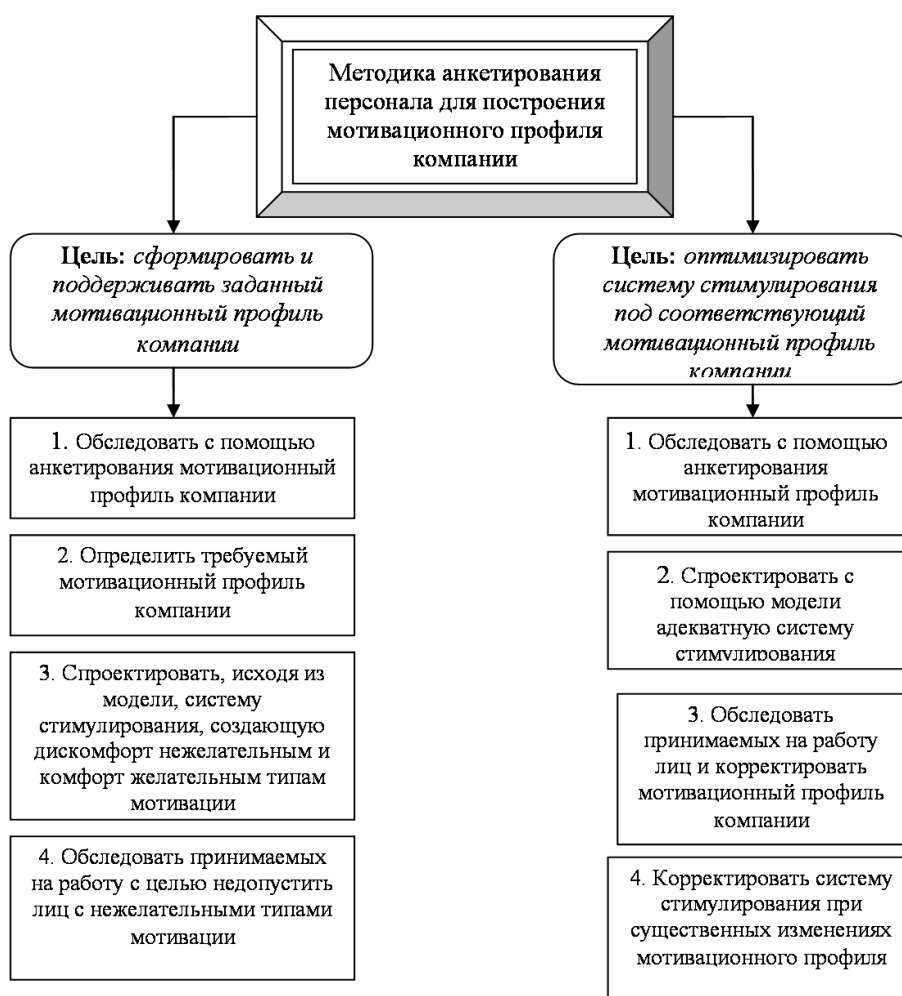 Методика анкетирования
персонала для построения
мотивационного профиля
компании
Цель: сформировать и
поддерживать заданный
мотивационный профиль
компании
1. Обследовать с помощью
анкетирования мотивационный
профиль компании
2. Определить требуемый
мотивационный профиль
компании
3. Спроектировать, исходя из
модели, систему
стимулирования, создающую
дискомфорт нежелательным и
комфорт желательным типам
мотивации
4. Обследовать принимаемых
на работу с целью недопустить
лиц с нежелательными типами
мотивации
Цель: оптимизировать
систему стимулирования
под соответствующий
мотивационный профиль
компании
1. Обследовать с помощью
анкетирования
мотивационный профиль
компании
2. Спроектировать с
помощью модели
адекватную систему
стимулирования
3. Обследовать
принимаемых на работу
лиц и корректировать
мотивационный профиль
компании
4. Корректировать систему
стимулирования при
существенных изменениях
мотивационного профиля